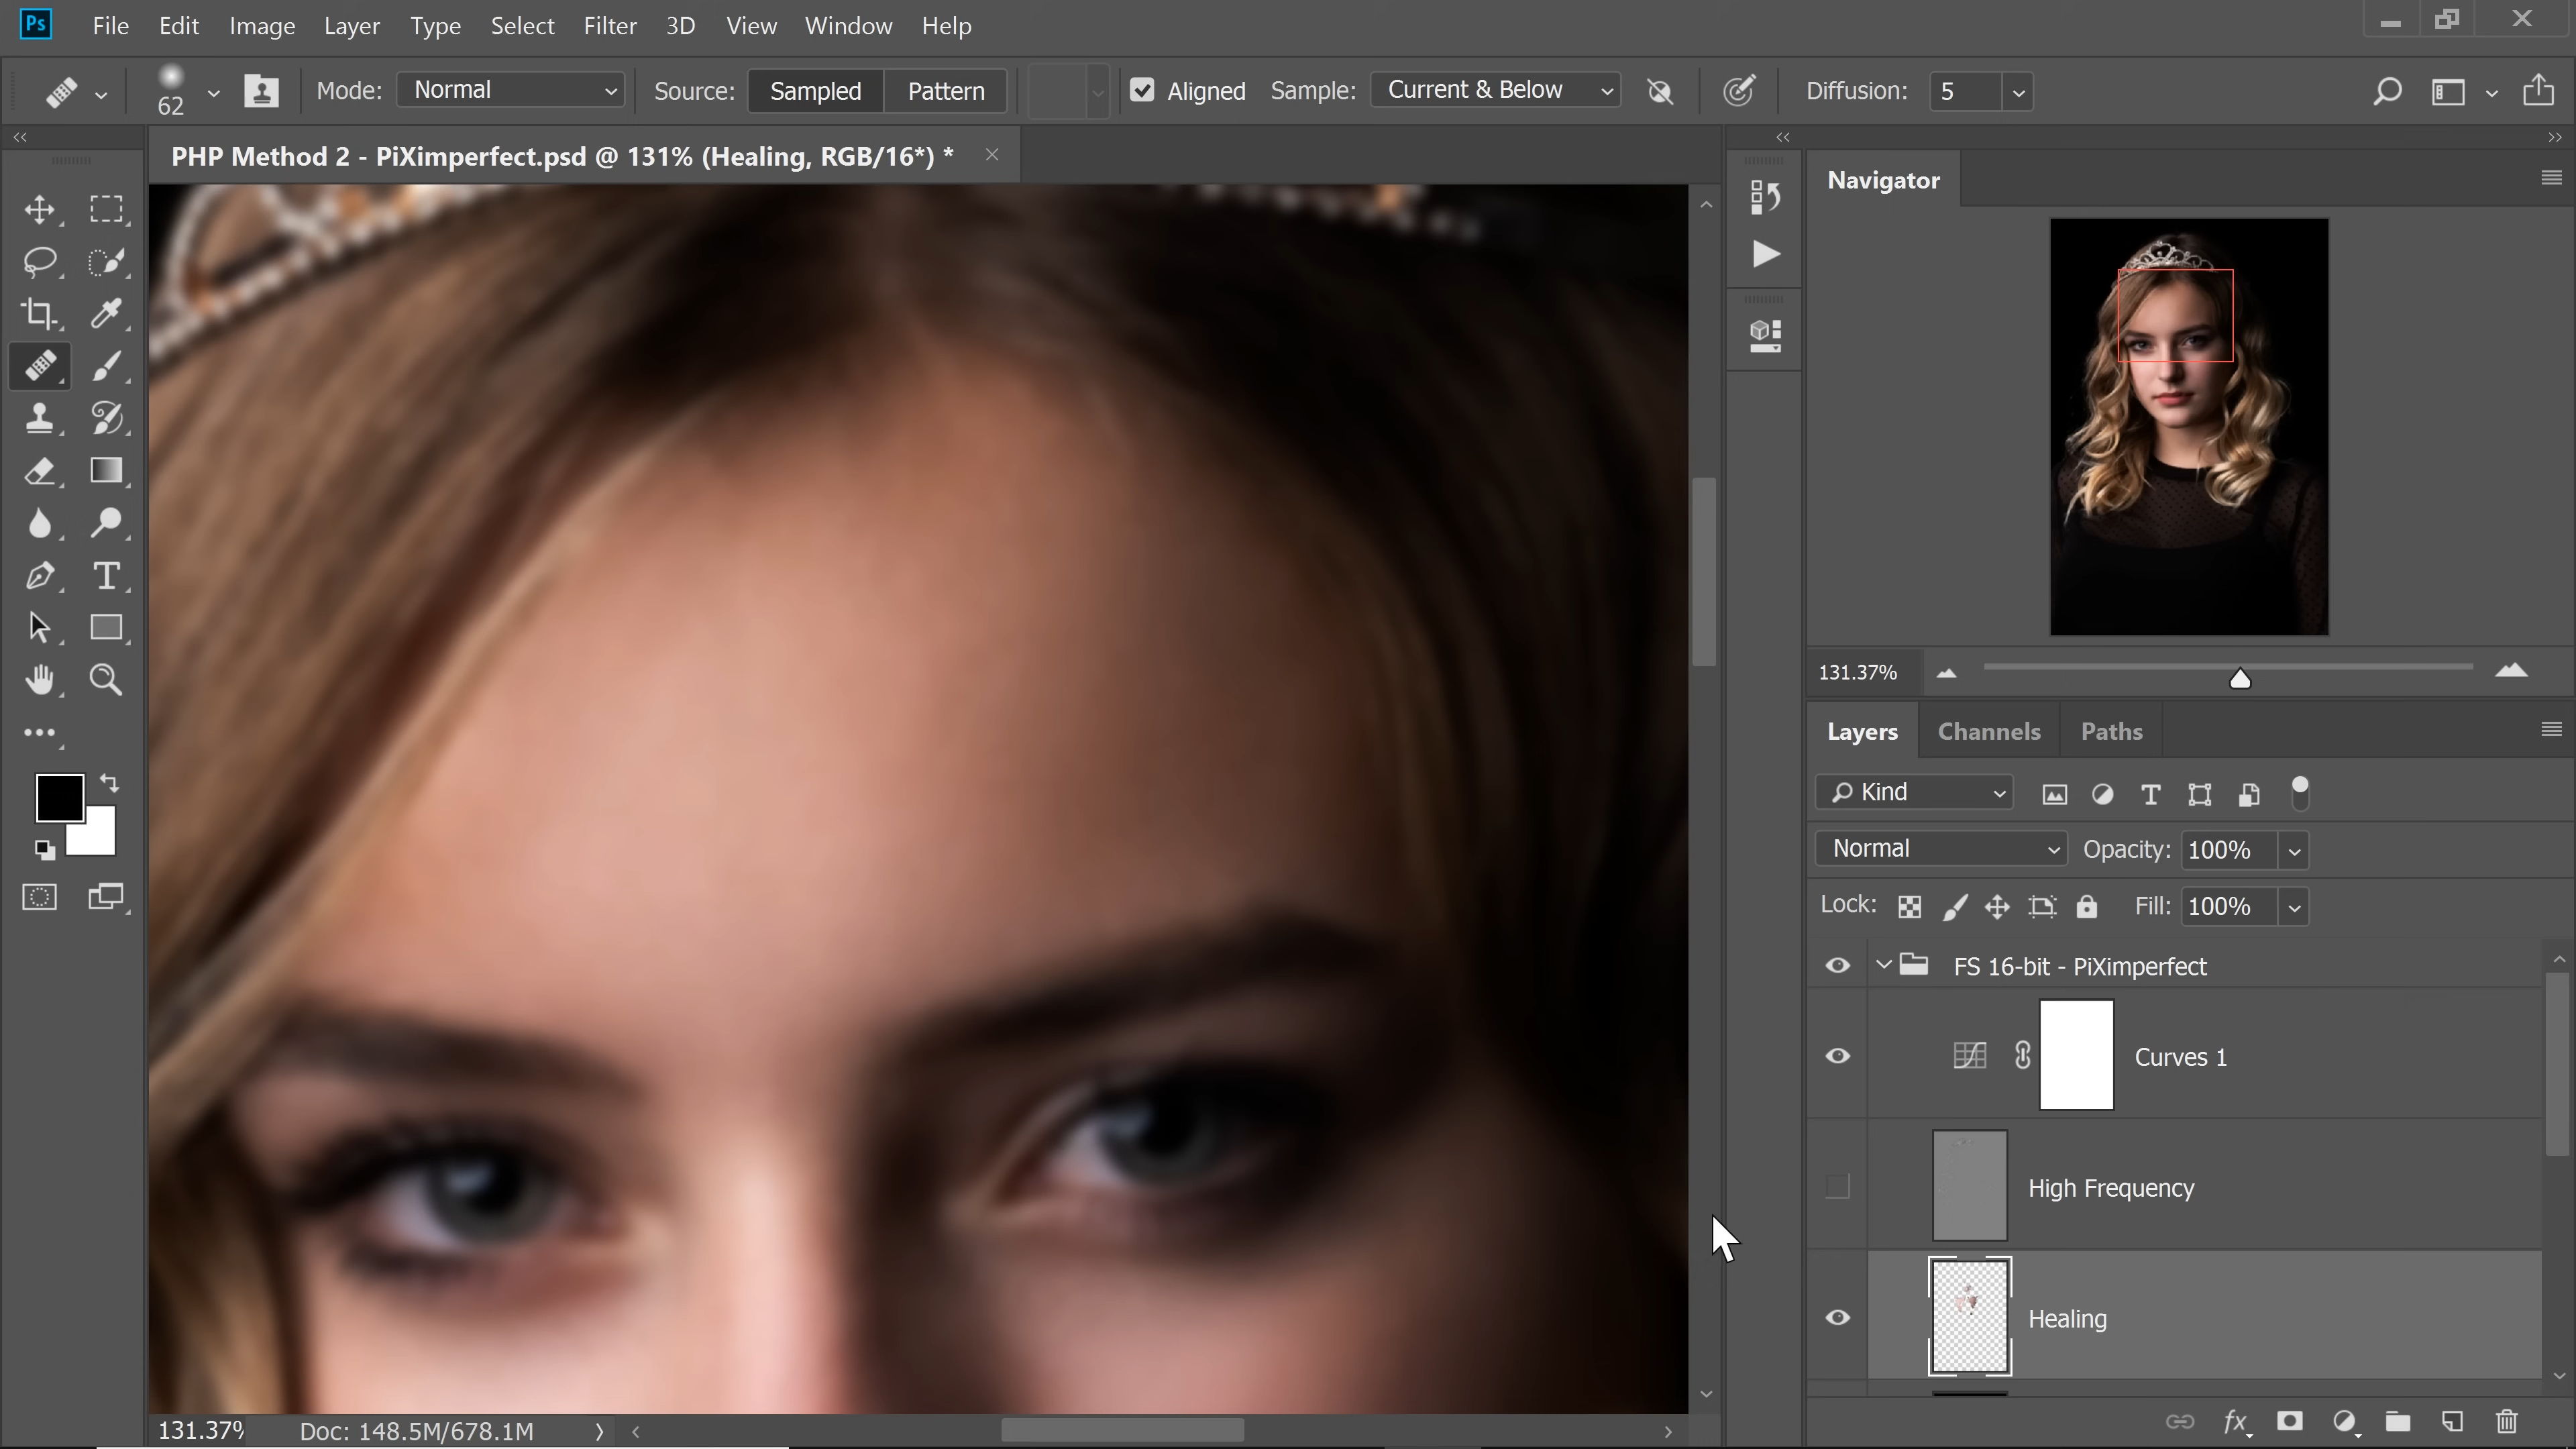 Ps File Edit Image Layer Type Select Filter 3D View Window Help
62 Mode: Normal Source: Sampled Pattern Aligned Sample: Current & Below Diffusion: 5
PHP Method 2 - PiXimperfect.psd @ 131% (Healing, RGB/16*) *
Navigator
131.37%
Layers Channels Paths
Kind
Normal Opacity: 100%
Lock: Fill: 100%
FS 16-bit - PiXimperfect
Curves 1
High Frequency
Healing
fx
131.37% Doc: 148.5M/678.1M